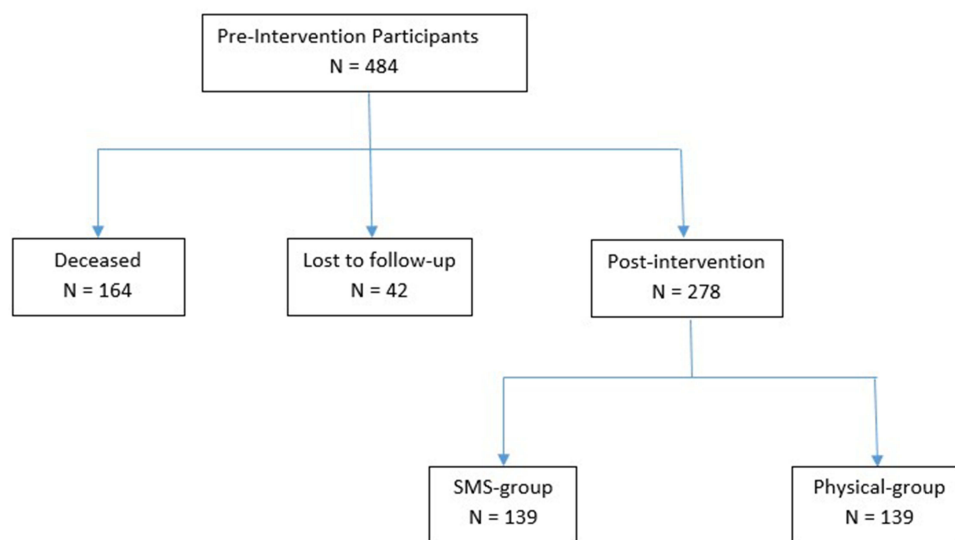 Pre-Intervention Participants
N = 484
Deceased
N = 164
Lost to follow-up
N = 42
Post-intervention
N = 278
SMS-group
N = 139
Physical-group
N = 139